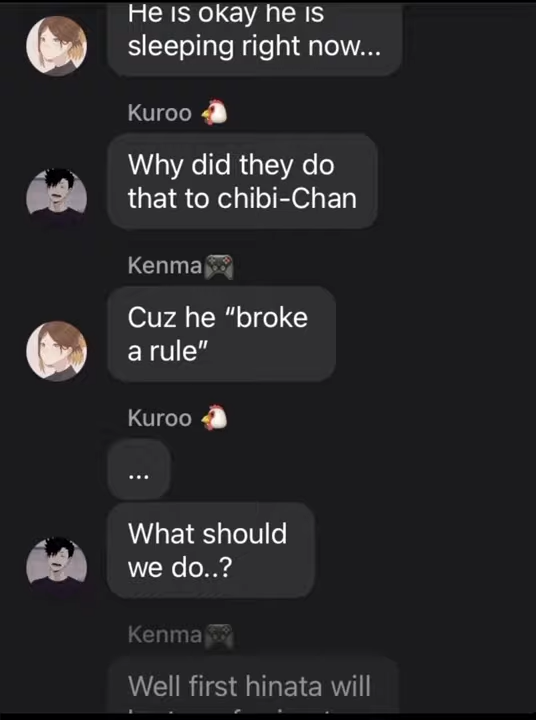 He is okay he is
sleeping right now...
Kuroo 🐔
Why did they do
that to chibi-Chan
Kenma🎮
Cuz he “broke
a rule”
Kuroo 🐔
...
What should
we do..?
Kenma🎮
Well first hinata will